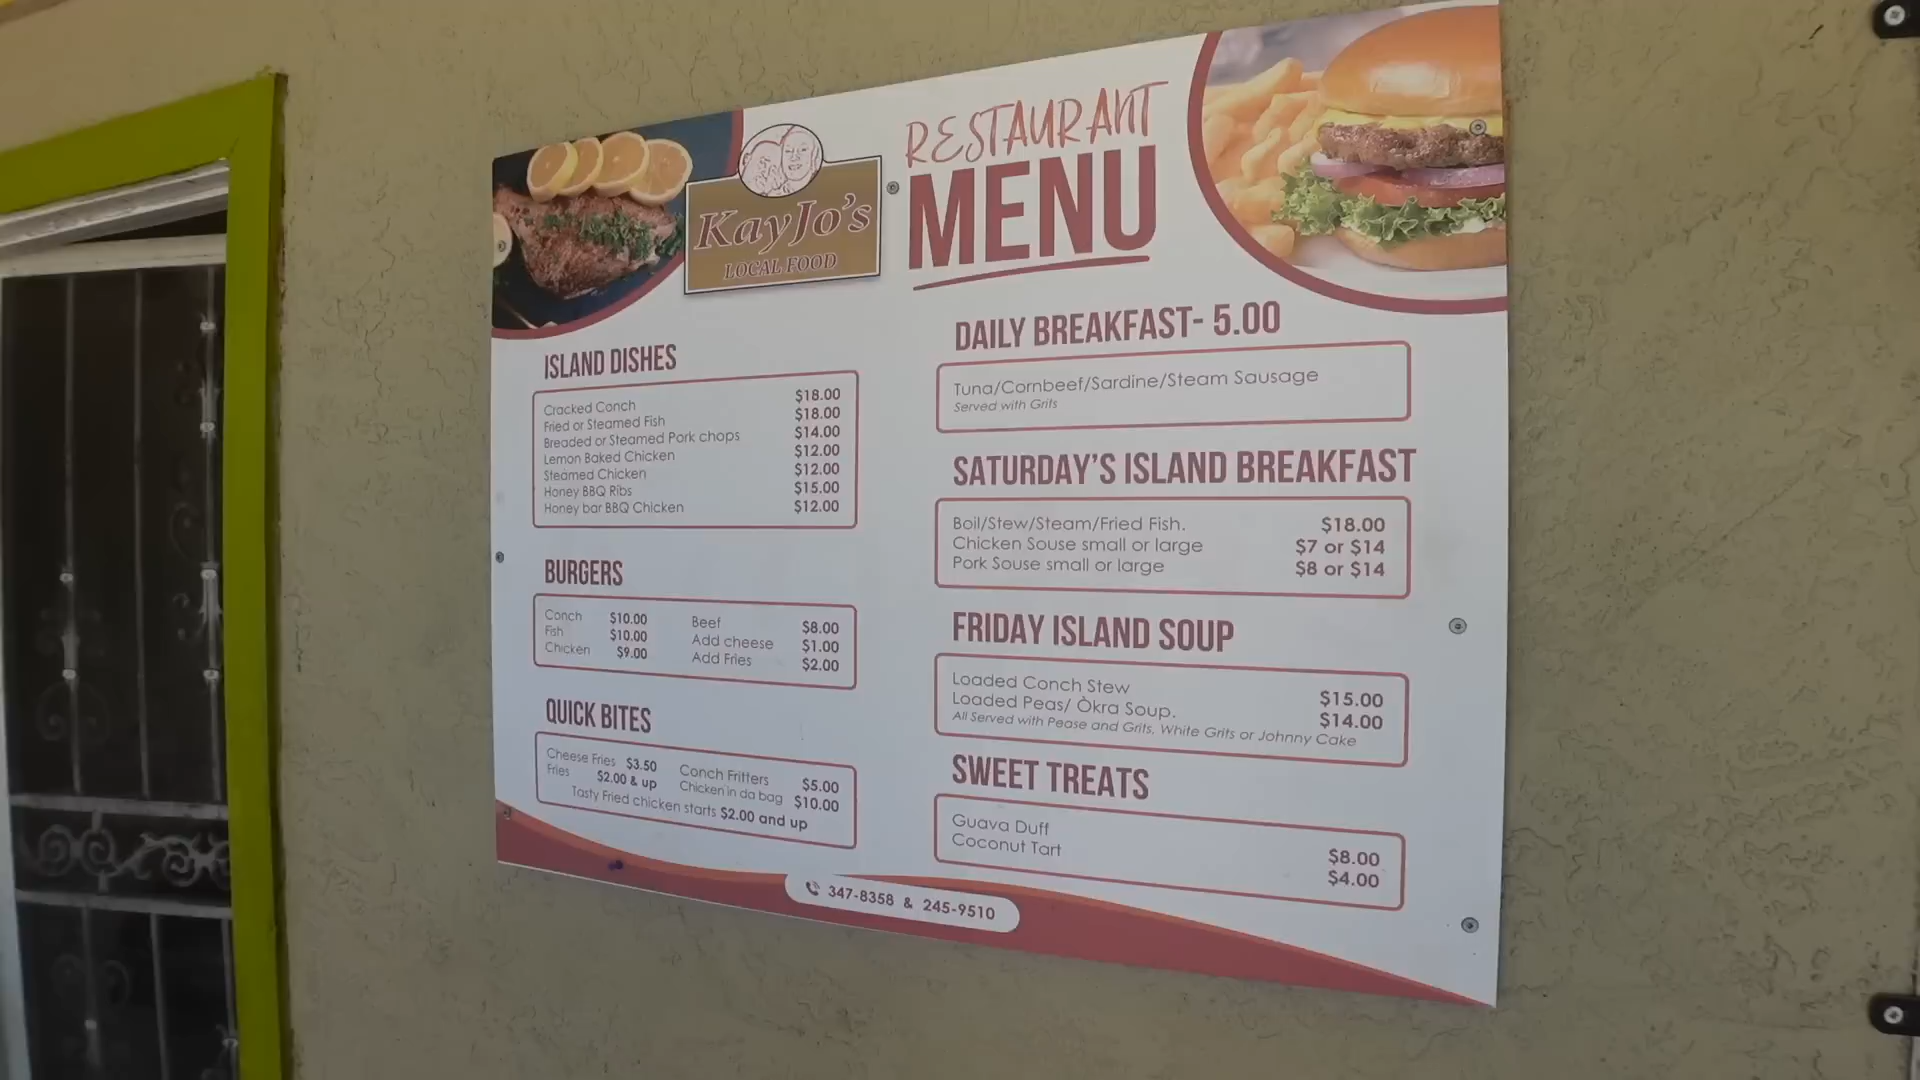 KayJo's
LOCAL FOOD
RESTAURANT
MENU
ISLAND DISHES
Cracked Conch $18.00
Fried or Steamed Fish $18.00
Breaded or Steamed Pork chops $14.00
Lemon Baked Chicken $12.00
Steamed Chicken $12.00
Honey BBQ Ribs $15.00
Honey bar BBQ Chicken $12.00
BURGERS
Conch $10.00 Beef $8.00
Fish $10.00 Add cheese $1.00
Chicken $9.00 Add Fries $2.00
QUICK BITES
Cheese Fries $3.50 Conch Fritters $5.00
Fries $2.00 & up Chicken in da bag $10.00
Tasty Fried chicken starts $2.00 and up
DAILY BREAKFAST- 5.00
Tuna/Cornbeef/Sardine/Steam Sausage
Served with Grits
SATURDAY'S ISLAND BREAKFAST
Boil/Stew/Steam/Fried Fish. $18.00
Chicken Souse small or large $7 or $14
Pork Souse small or large $8 or $14
FRIDAY ISLAND SOUP
Loaded Conch Stew $15.00
Loaded Peas/ Òkra Soup. $14.00
All Served with Pease and Grits, White Grits or Johnny Cake
SWEET TREATS
Guava Duff $8.00
Coconut Tart $4.00
347-8358 & 245-9510